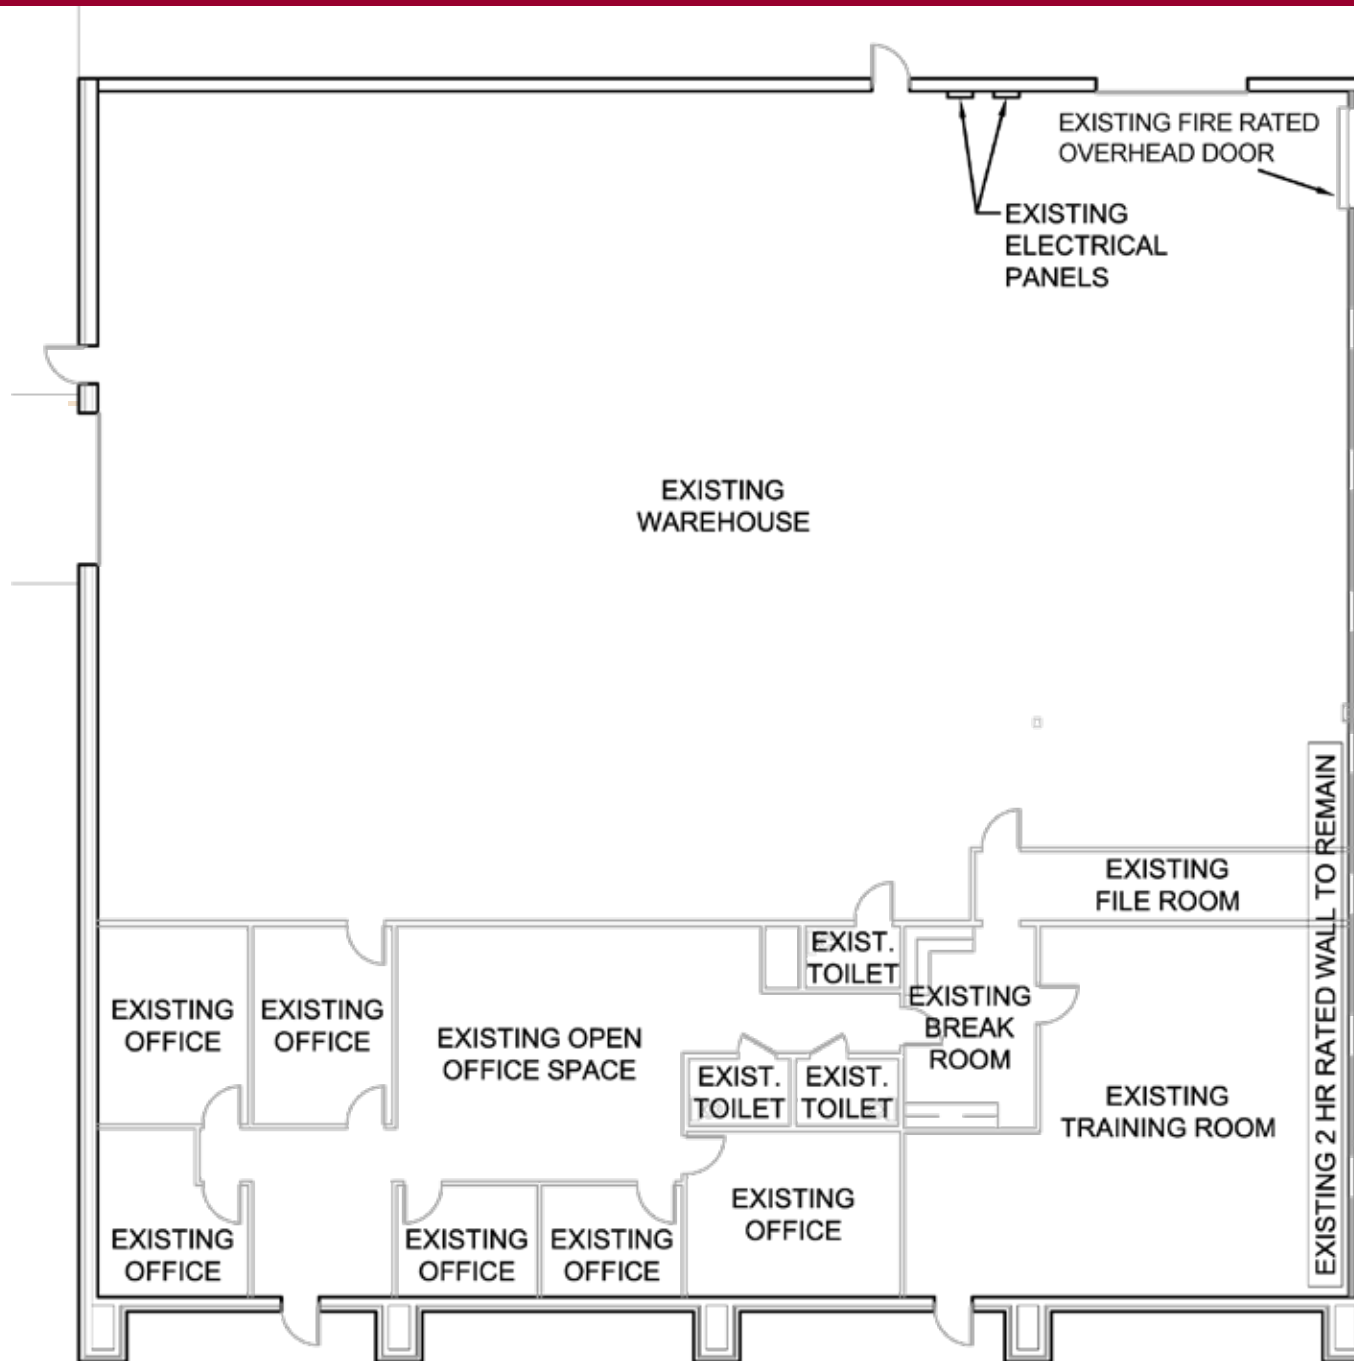 EXISTING FIRE RATED
OVERHEAD DOOR
EXISTING
ELECTRICAL
PANELS
EXISTING
WAREHOUSE
EXISTING 2 HR RATED WALL TO REMAIN
EXISTING
FILE ROOM
EXIST.
TOILET
EXISTING
OFFICE
EXISTING
OFFICE
EXISTING OPEN
OFFICE SPACE
EXISTING
BREAK
ROOM
EXIST.
TOILET
EXIST.
TOILET
EXISTING
TRAINING ROOM
EXISTING
OFFICE
EXISTING
OFFICE
EXISTING
OFFICE
EXISTING
OFFICE